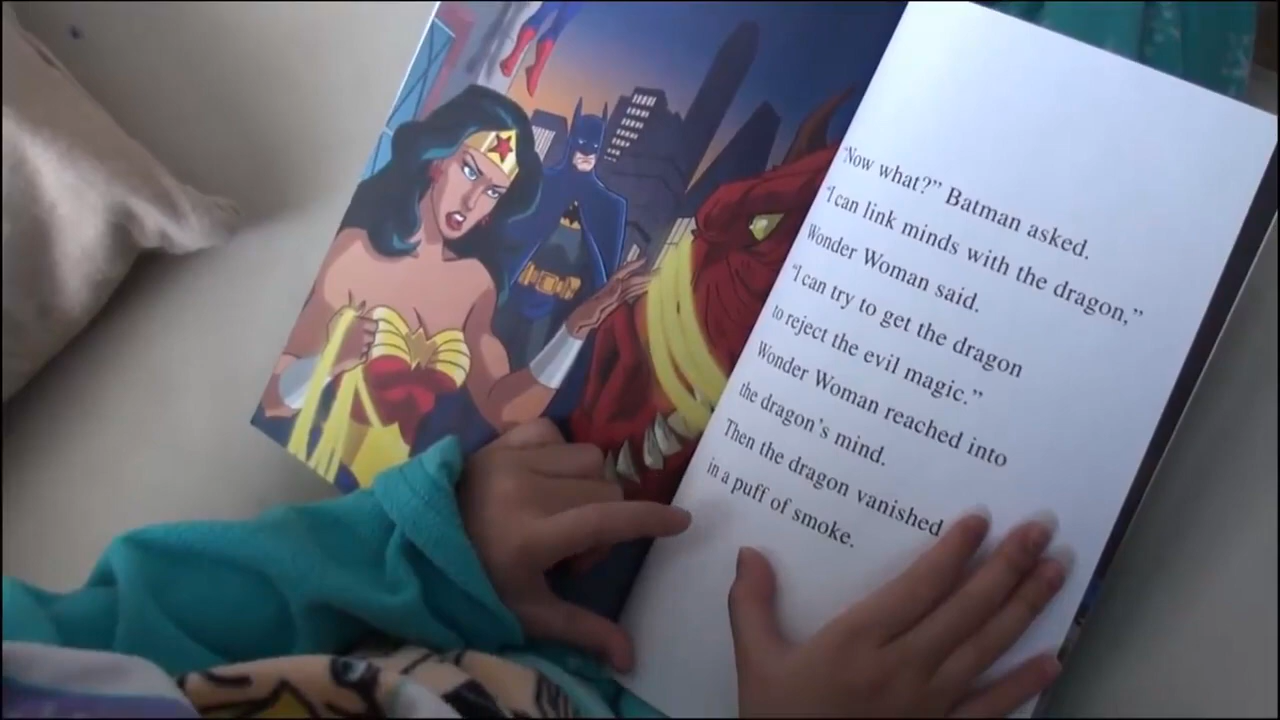 "Now what?" Batman asked.
"I can link minds with the dragon,"
Wonder Woman said.
"I can try to get the dragon
to reject the evil magic."
Wonder Woman reached into
the dragon's mind.
Then the dragon vanished
in a puff of smoke.